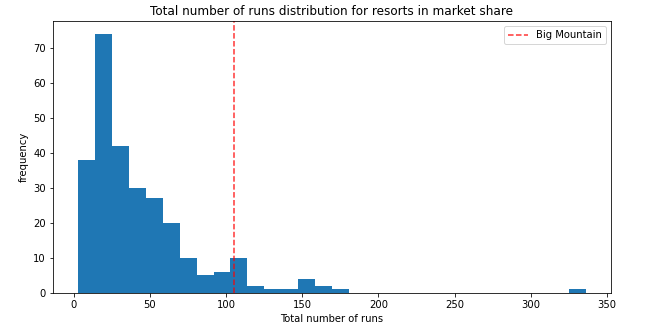 Total number of runs distribution for resorts in market share
Big Mountain
frequency
70
60
50
40
30
20
10
0
0 50 100 150 200 250 300 350
Total number of runs